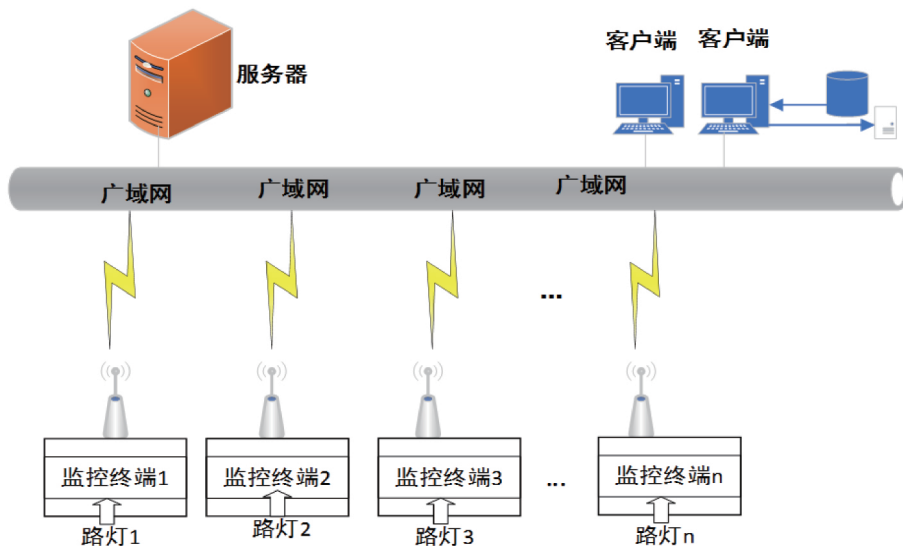 客户端 客户端
服务器
广域网 广域网 广域网 广域网
...
监控终端1 监控终端2 监控终端3 ... 监控终端n
路灯1 路灯2 路灯3 路灯n